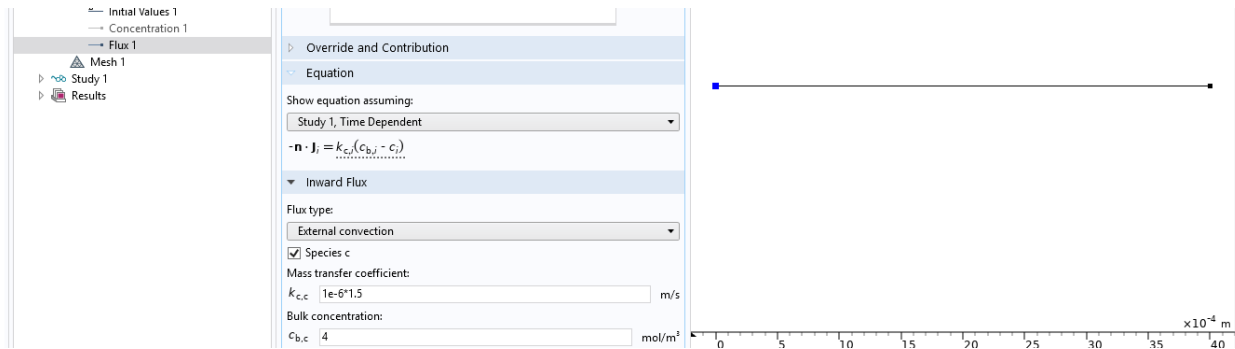 Initial Values 1
Concentration 1
Flux 1
Mesh 1
Study 1
Results
Override and Contribution
Equation
Show equation assuming:
Study 1, Time Dependent
-n · J_i = k_c,i(c_b,i - c_i)
Inward Flux
Flux type:
External convection
Species c
Mass transfer coefficient:
k_c,c 1e-6*1.5 m/s
Bulk concentration:
c_b,c 4 mol/m³
×10⁻⁴ m
0 5 10 15 20 25 30 35 40